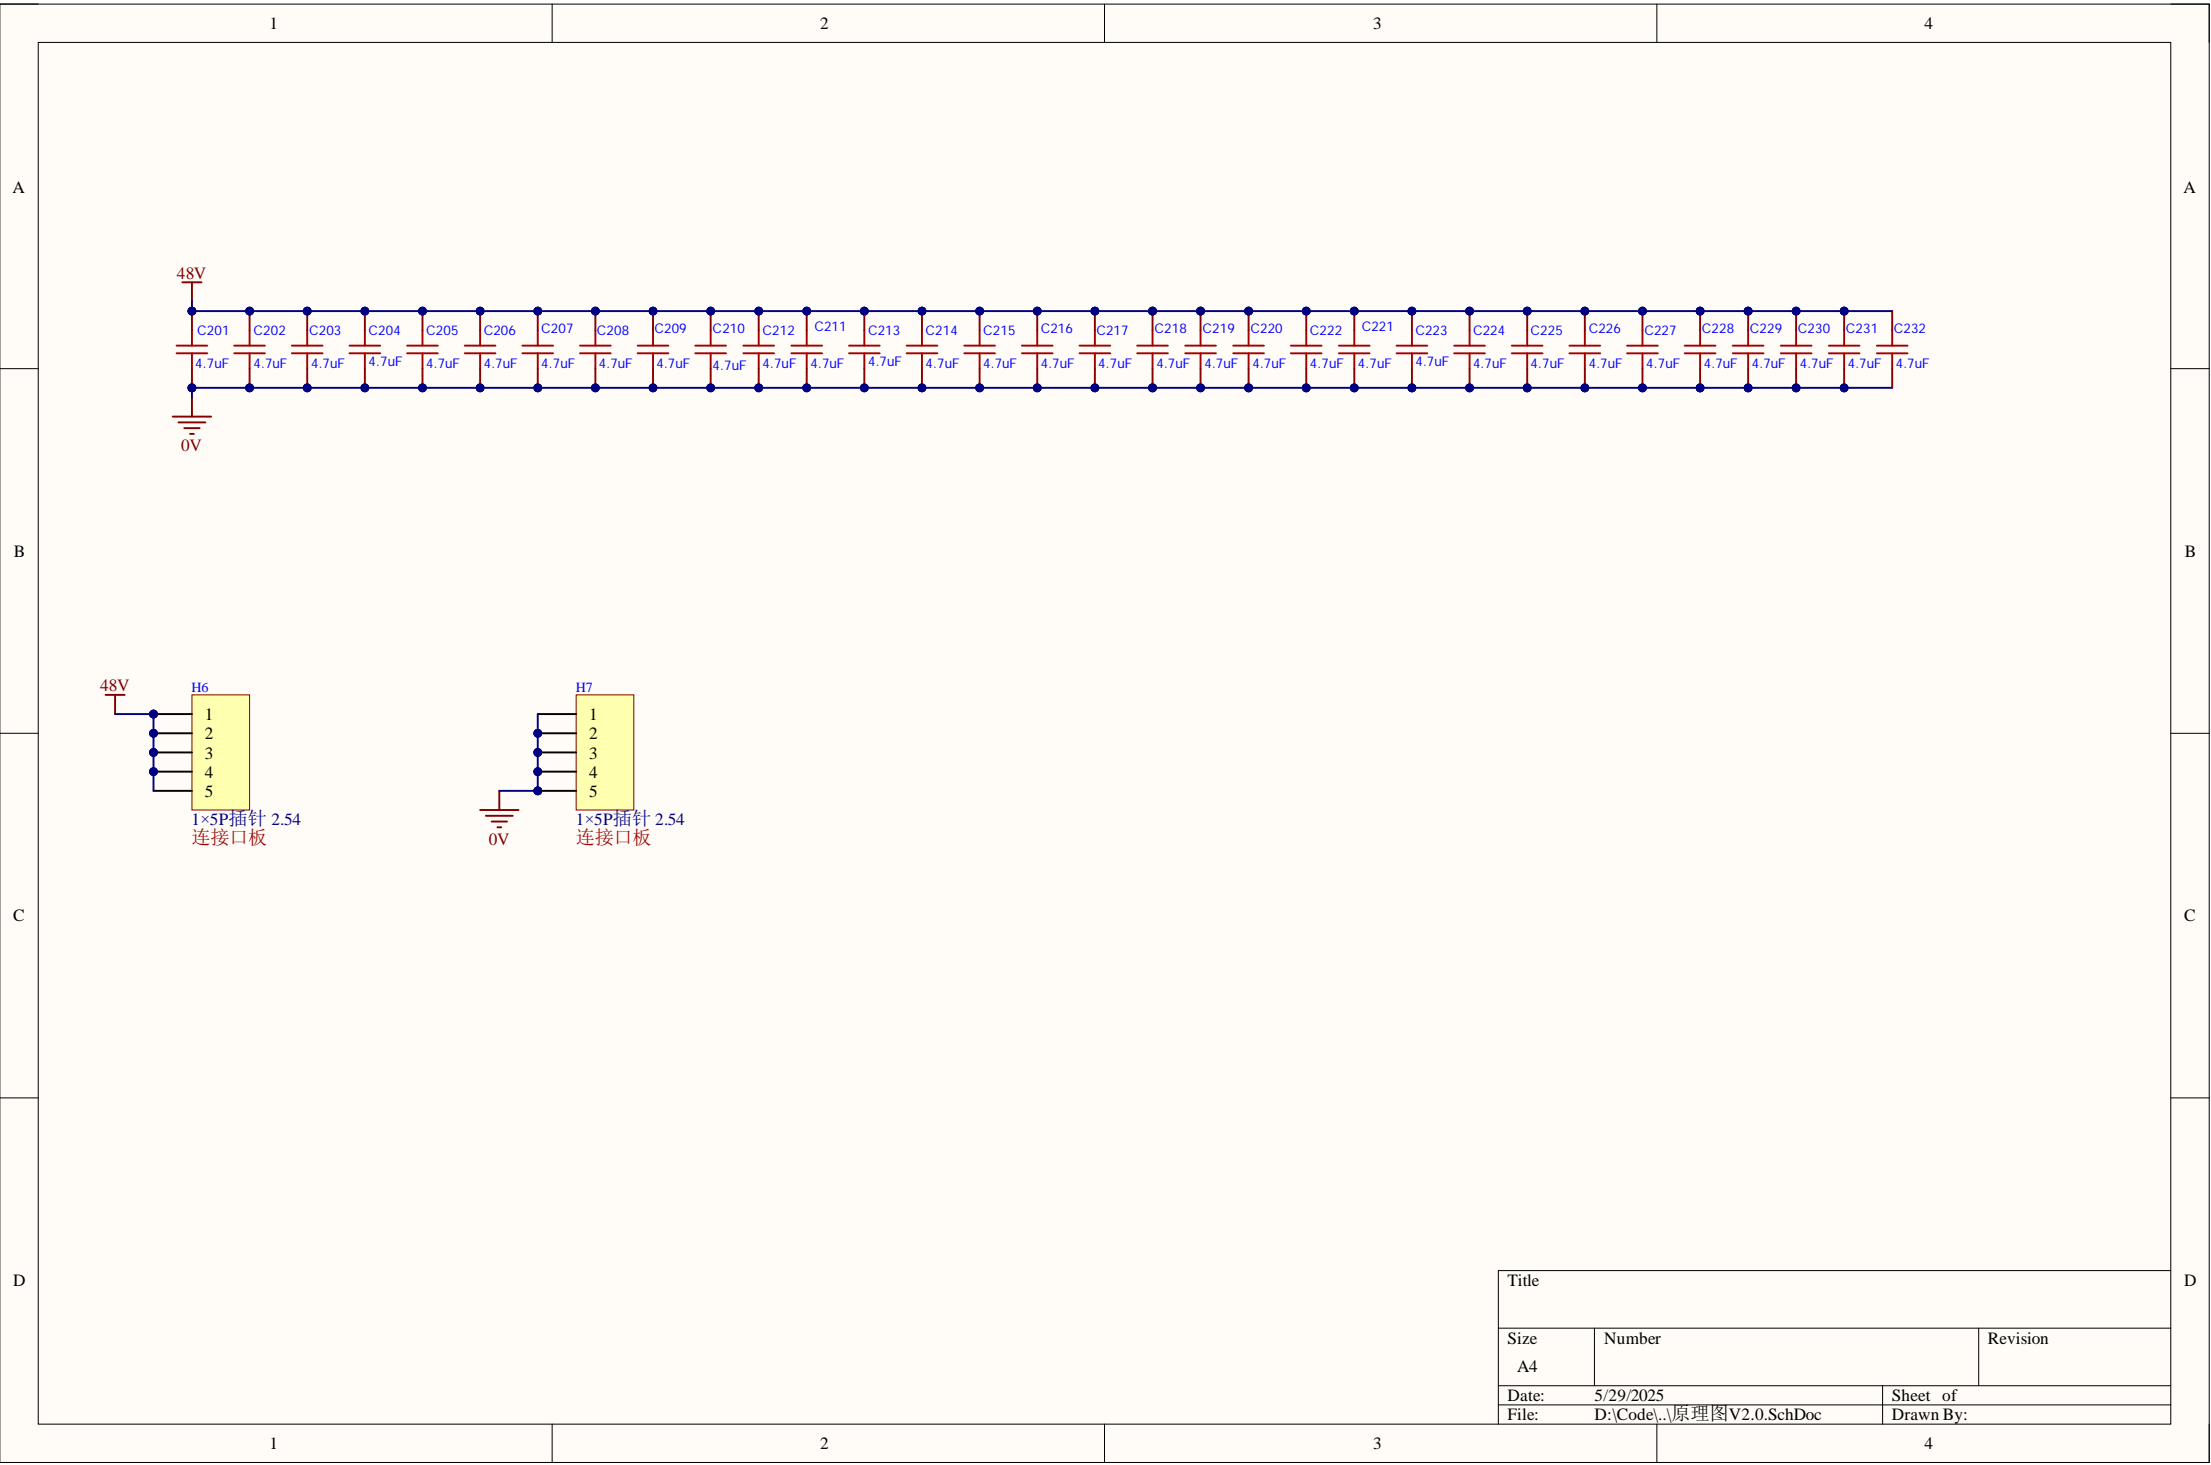 1 2 3 4
A A
48V
C201 C202 C203 C204 C205 C206 C207 C208 C209 C210 C212 C211 C213 C214 C215 C216 C217 C218 C219 C220 C222 C221 C223 C224 C225 C226 C227 C228 C229 C230 C231 C232
4.7uF 4.7uF 4.7uF 4.7uF 4.7uF 4.7uF 4.7uF 4.7uF 4.7uF 4.7uF 4.7uF 4.7uF 4.7uF 4.7uF 4.7uF 4.7uF 4.7uF 4.7uF 4.7uF 4.7uF 4.7uF 4.7uF 4.7uF 4.7uF 4.7uF 4.7uF 4.7uF 4.7uF 4.7uF 4.7uF 4.7uF 4.7uF
0V
B B
48V
H6
1
2
3
4
5
1×5P插针 2.54
连接口板
H7
1
2
3
4
5
0V
1×5P插针 2.54
连接口板
C C
D D
Title
Size Number Revision
A4
Date: 5/29/2025 Sheet of
File: D:\Code\..\原理图V2.0.SchDoc Drawn By:
1 2 3 4